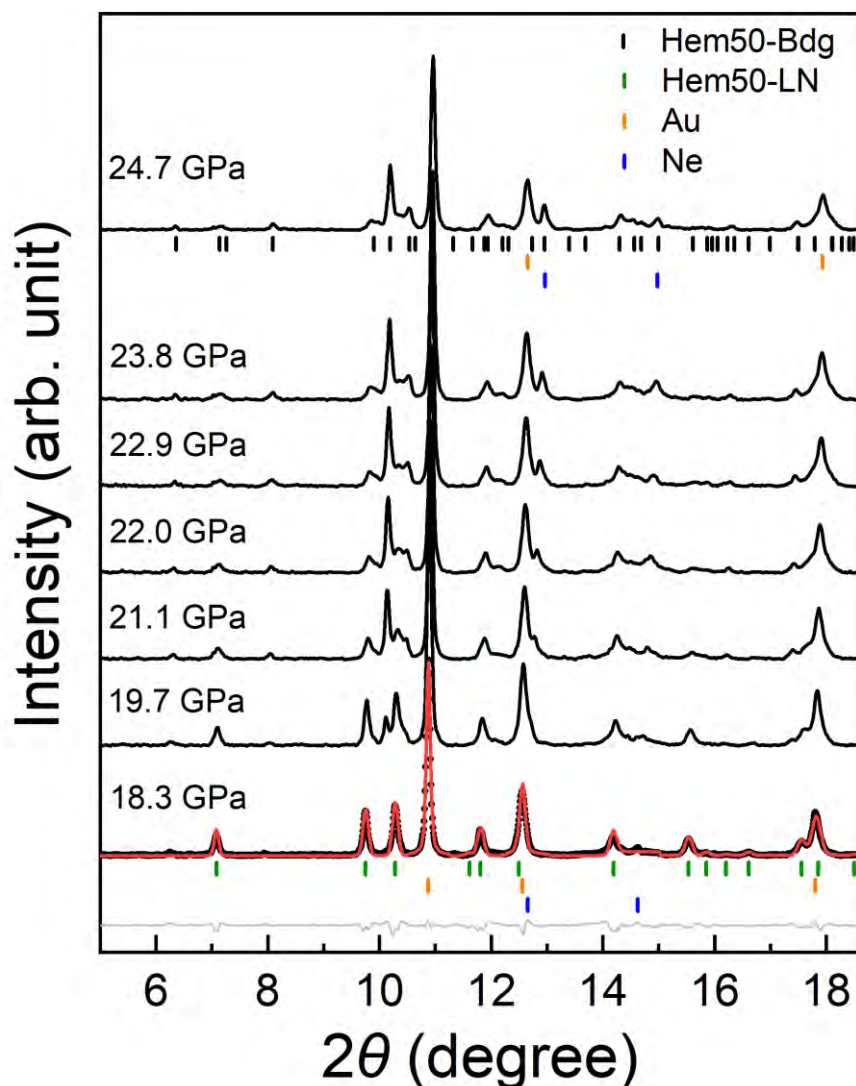 Hem50-Bdg
Hem50-LN
Au
Ne
24.7 GPa
23.8 GPa
22.9 GPa
22.0 GPa
21.1 GPa
19.7 GPa
18.3 GPa
Intensity (arb. unit)
6 8 10 12 14 16 18
2θ (degree)